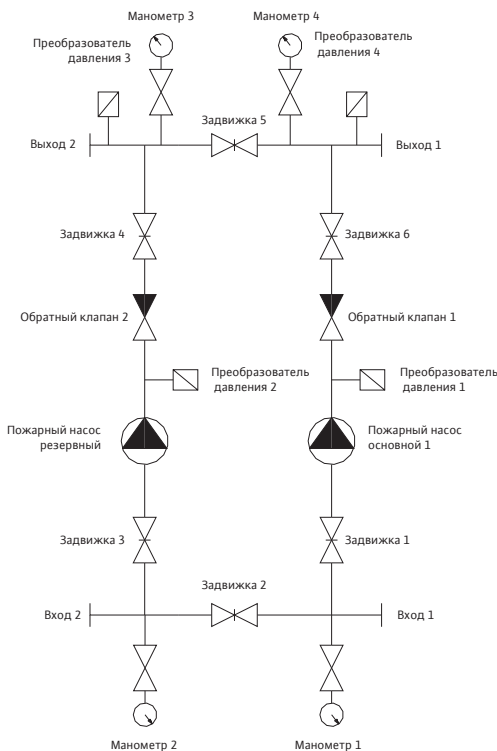 Манометр 3
Манометр 4
Преобразователь
давления 3
Преобразователь
давления 4
Задвижка 5
Выход 2
Выход 1
Задвижка 4
Задвижка 6
Обратный клапан 2
Обратный клапан 1
Преобразователь
давления 2
Преобразователь
давления 1
Пожарный насос
резервный
Пожарный насос
основной 1
Задвижка 3
Задвижка 1
Задвижка 2
Вход 2
Вход 1
Манометр 2
Манометр 1